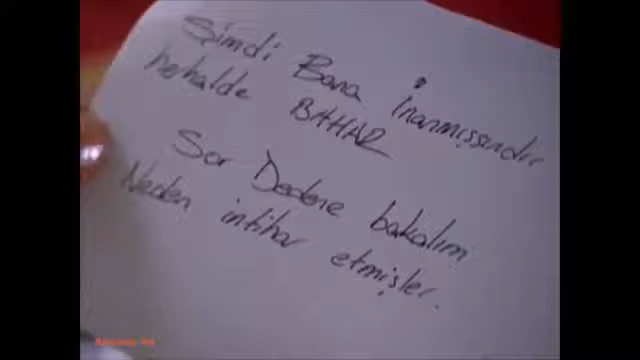 Şimdi Bana İnanmışsındır
herhalde BAHAR
Sor Dedene bakalım
Neden intihar etmişler.